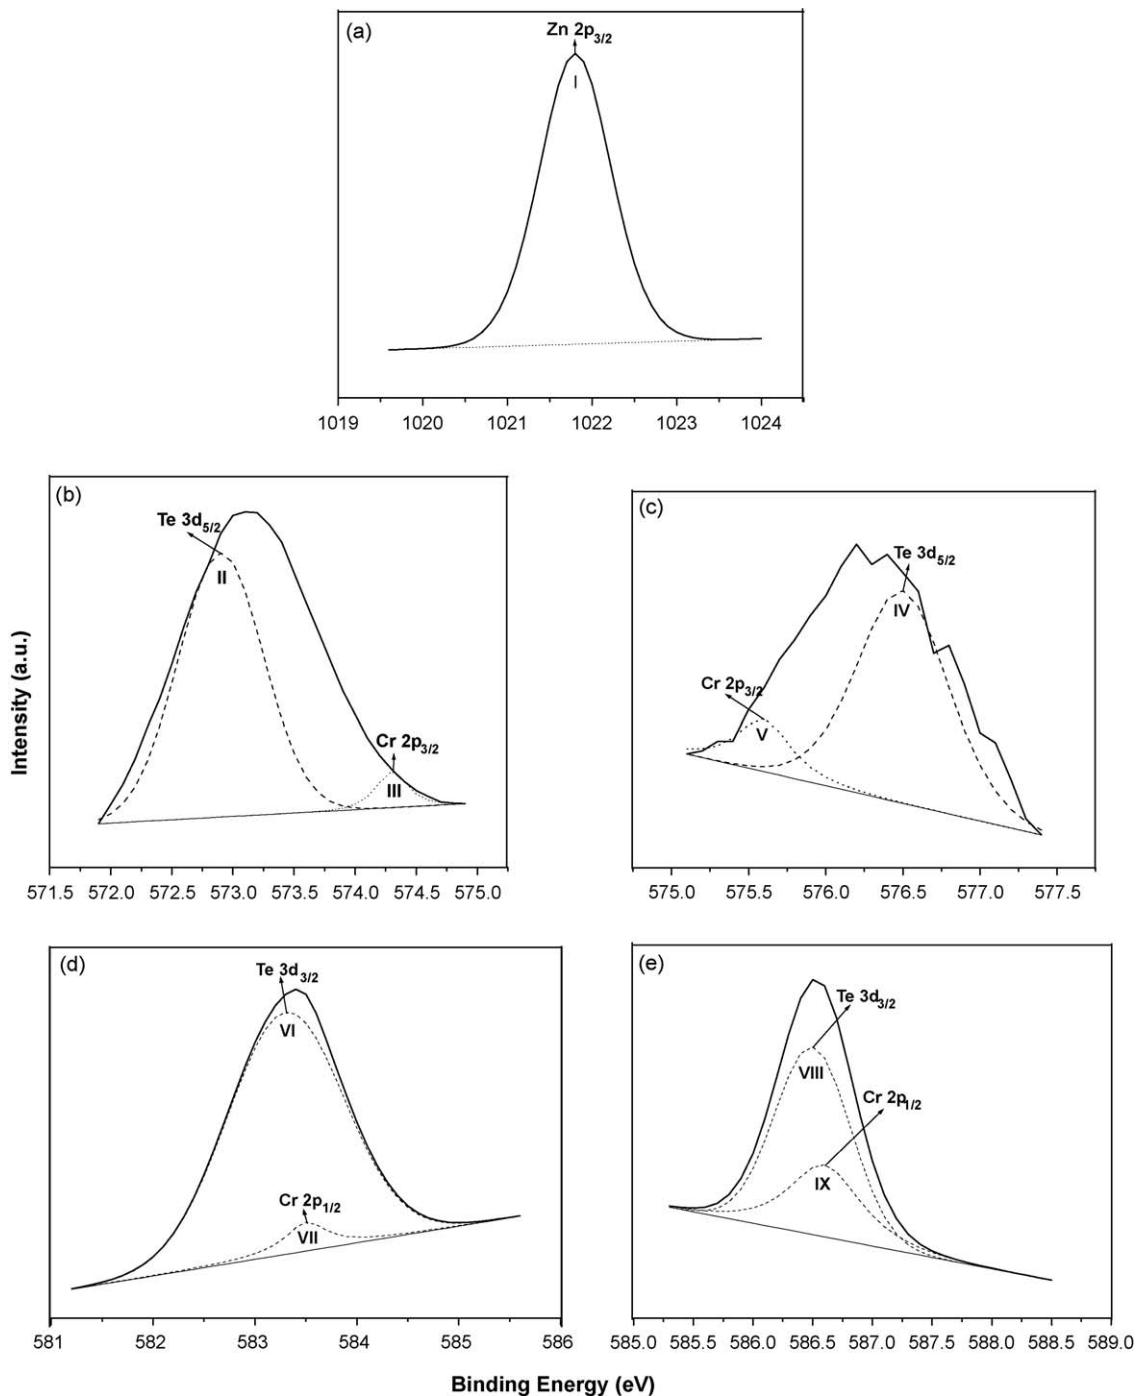 (a)
Zn 2p3/2
I
1019 1020 1021 1022 1023 1024
(b)
Te 3d5/2
II
Cr 2p3/2
III
571.5 572.0 572.5 573.0 573.5 574.0 574.5 575.0
(c)
Te 3d5/2
IV
Cr 2p3/2
V
575.0 575.5 576.0 576.5 577.0 577.5
Intensity (a.u.)
(d)
Te 3d3/2
VI
Cr 2p1/2
VII
581 582 583 584 585 586
(e)
Te 3d3/2
VIII
Cr 2p1/2
IX
585.0 585.5 586.0 586.5 587.0 587.5 588.0 588.5 589.0
Binding Energy (eV)